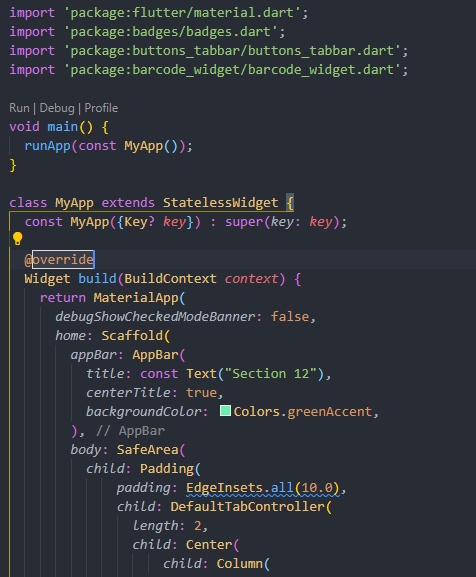 import 'package:flutter/material.dart';
import 'package:badges/badges.dart';
import 'package:buttons_tabbar/buttons_tabbar.dart';
import 'package:barcode_widget/barcode_widget.dart';
Run | Debug | Profile
void main() {
runApp(const MyApp());
}
class MyApp extends StatelessWidget {
const MyApp({Key? key}) : super(key: key);
@override
Widget build(BuildContext context) {
return MaterialApp(
debugShowCheckedModeBanner: false,
home: Scaffold(
appBar: AppBar(
title: const Text("Section 12"),
centerTitle: true,
backgroundColor: Colors.greenAccent,
), // AppBar
body: SafeArea(
child: Padding(
padding: EdgeInsets.all(10.0),
child: DefaultTabController(
length: 2,
child: Center(
child: Column(